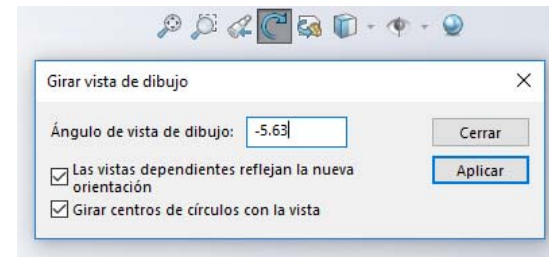 Girar vista de dibujo
Ángulo de vista de dibujo: -5.63
Cerrar
Las vistas dependientes reflejan la nueva
orientación
Aplicar
Girar centros de círculos con la vista